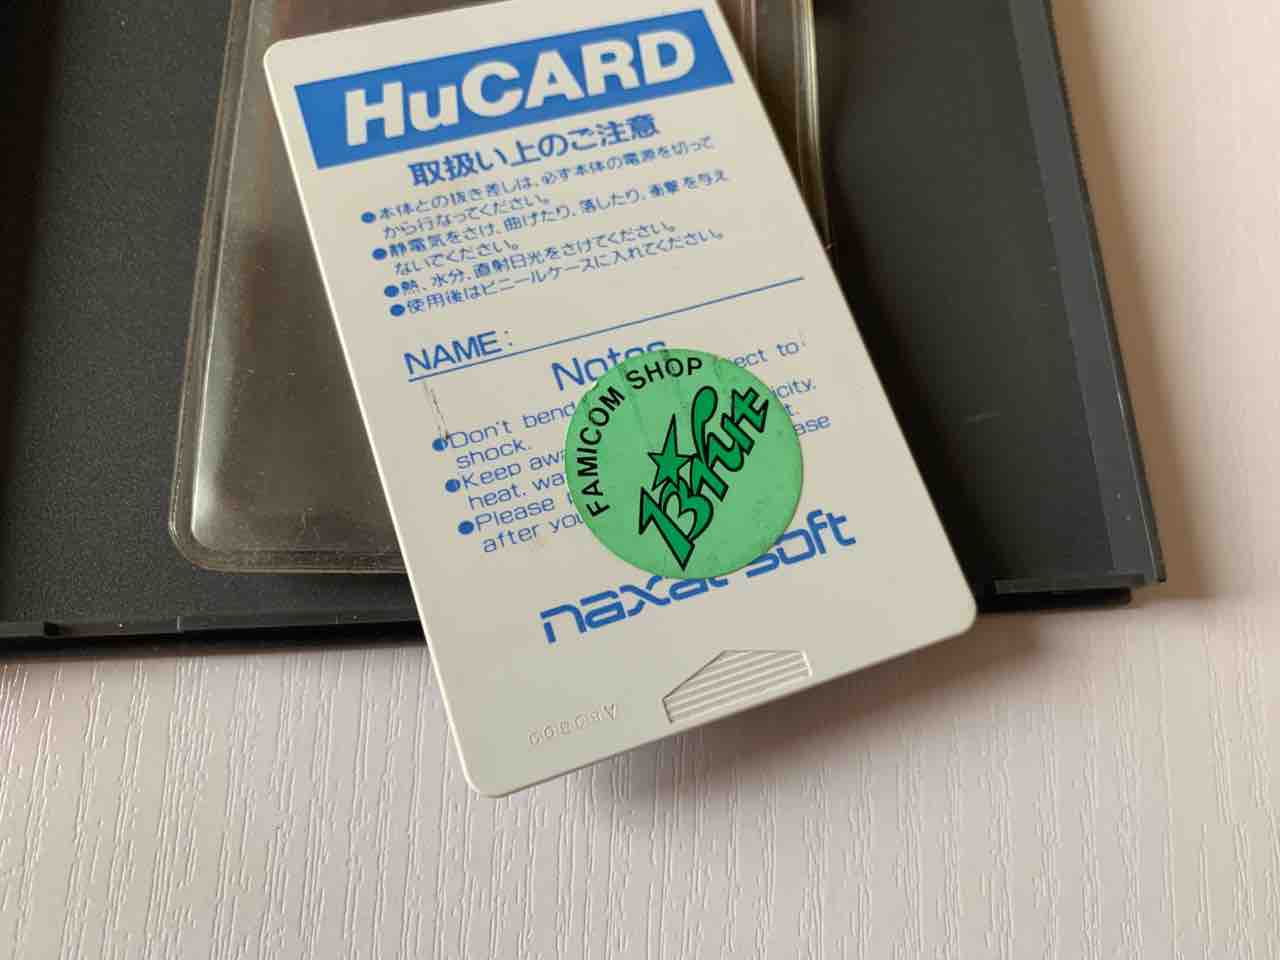 HuCARD
取扱い上のご注意
●本体との抜き差しは、必ず本体の電源を切って
から行なってください。
●静電気をさけ、曲げたり、落したり、衝撃を与え
ないでください。
●熱、水分、直射日光をさけてください。
●使用後はビニールケースに入れてください。
NAME:
Notes
●Don't bend ect to
shock.
●Keep icity,
heat,
●Please ase
after
FAMICOM SHOP
naxat soft